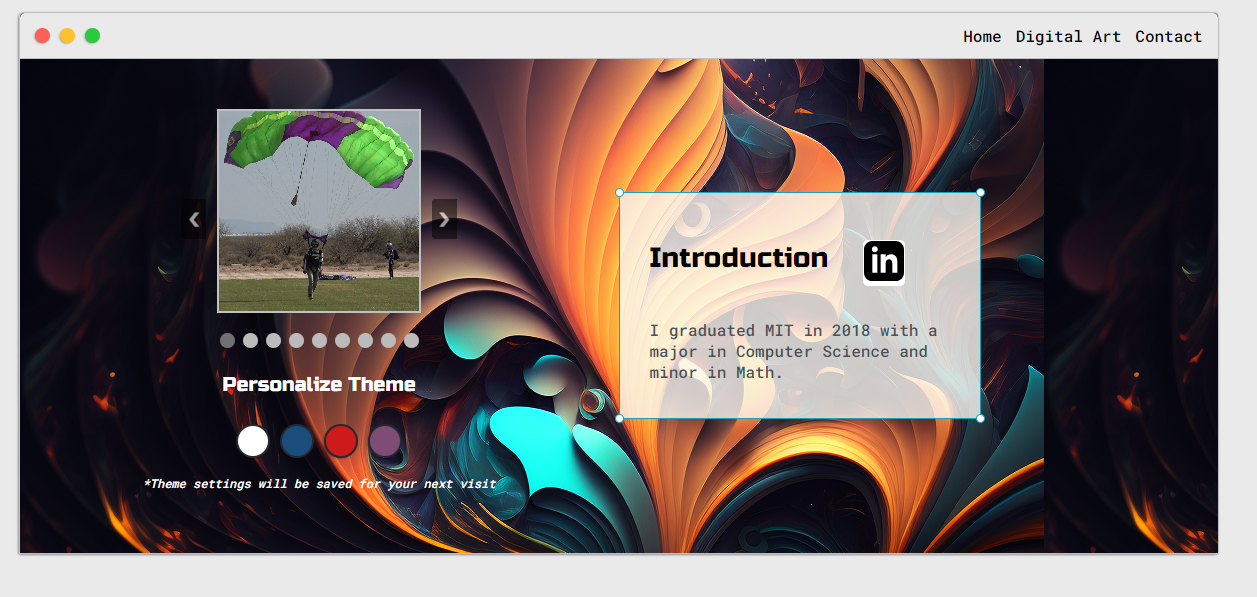 Home Digital Art Contact
Introduction
in
I graduated MIT in 2018 with a
major in Computer Science and
minor in Math.
Personalize Theme
*Theme settings will be saved for your next visit